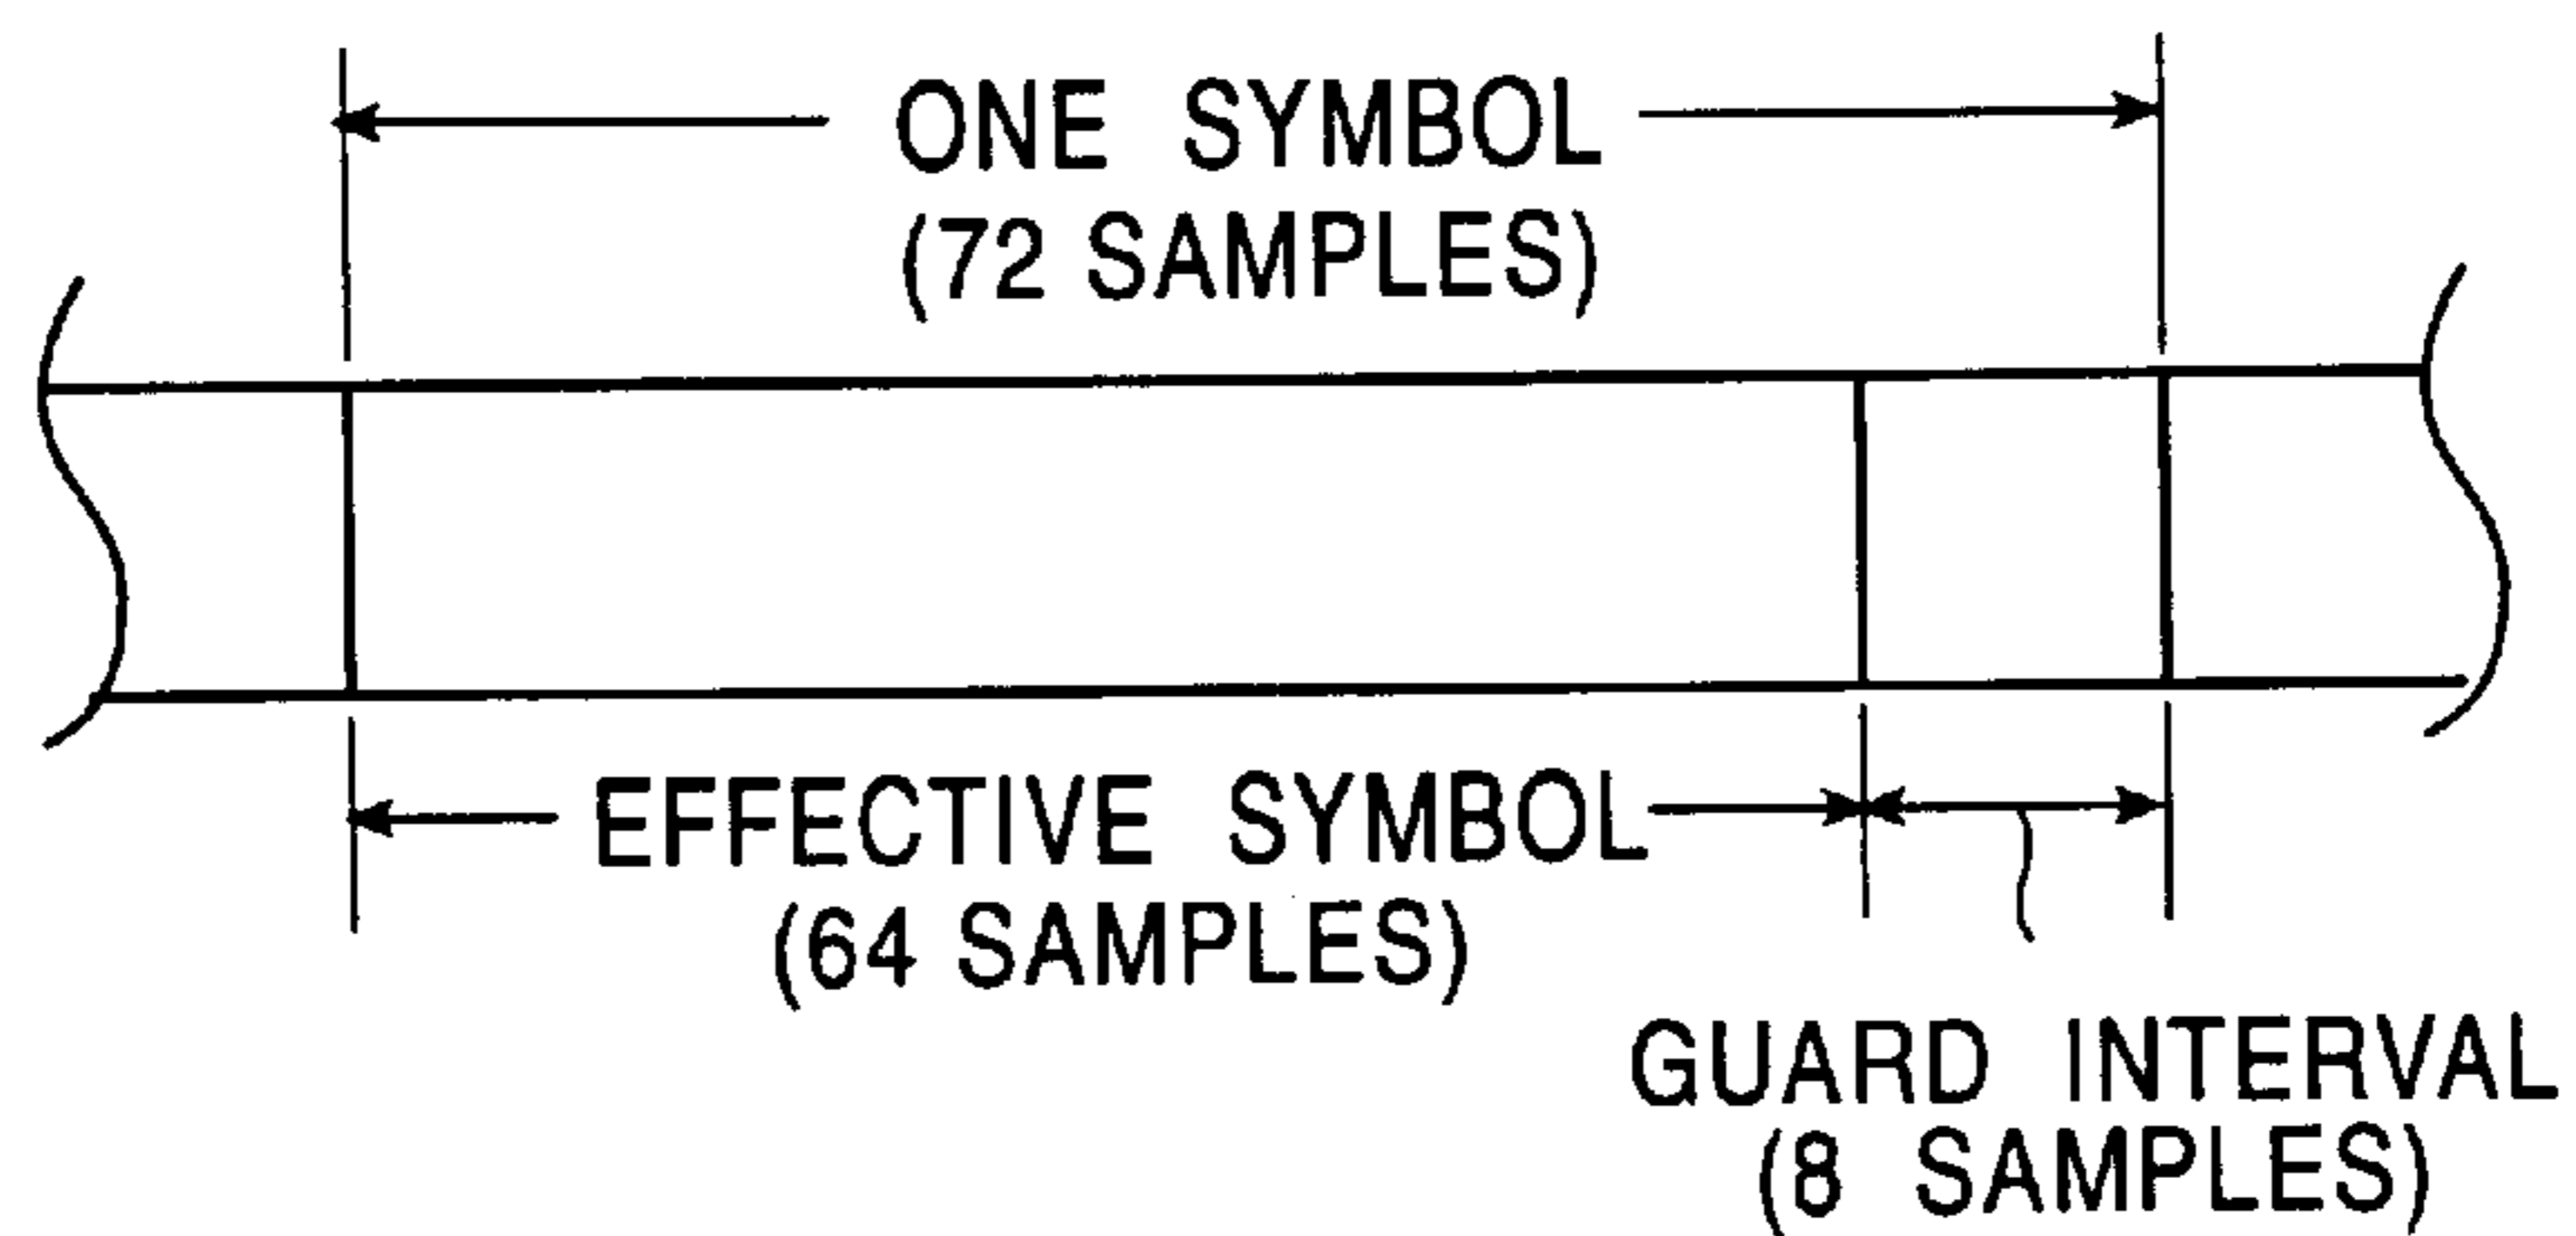 ONE SYMBOL
(72 SAMPLES)
EFFECTIVE SYMBOL
(64 SAMPLES)
GUARD INTERVAL
(8 SAMPLES)